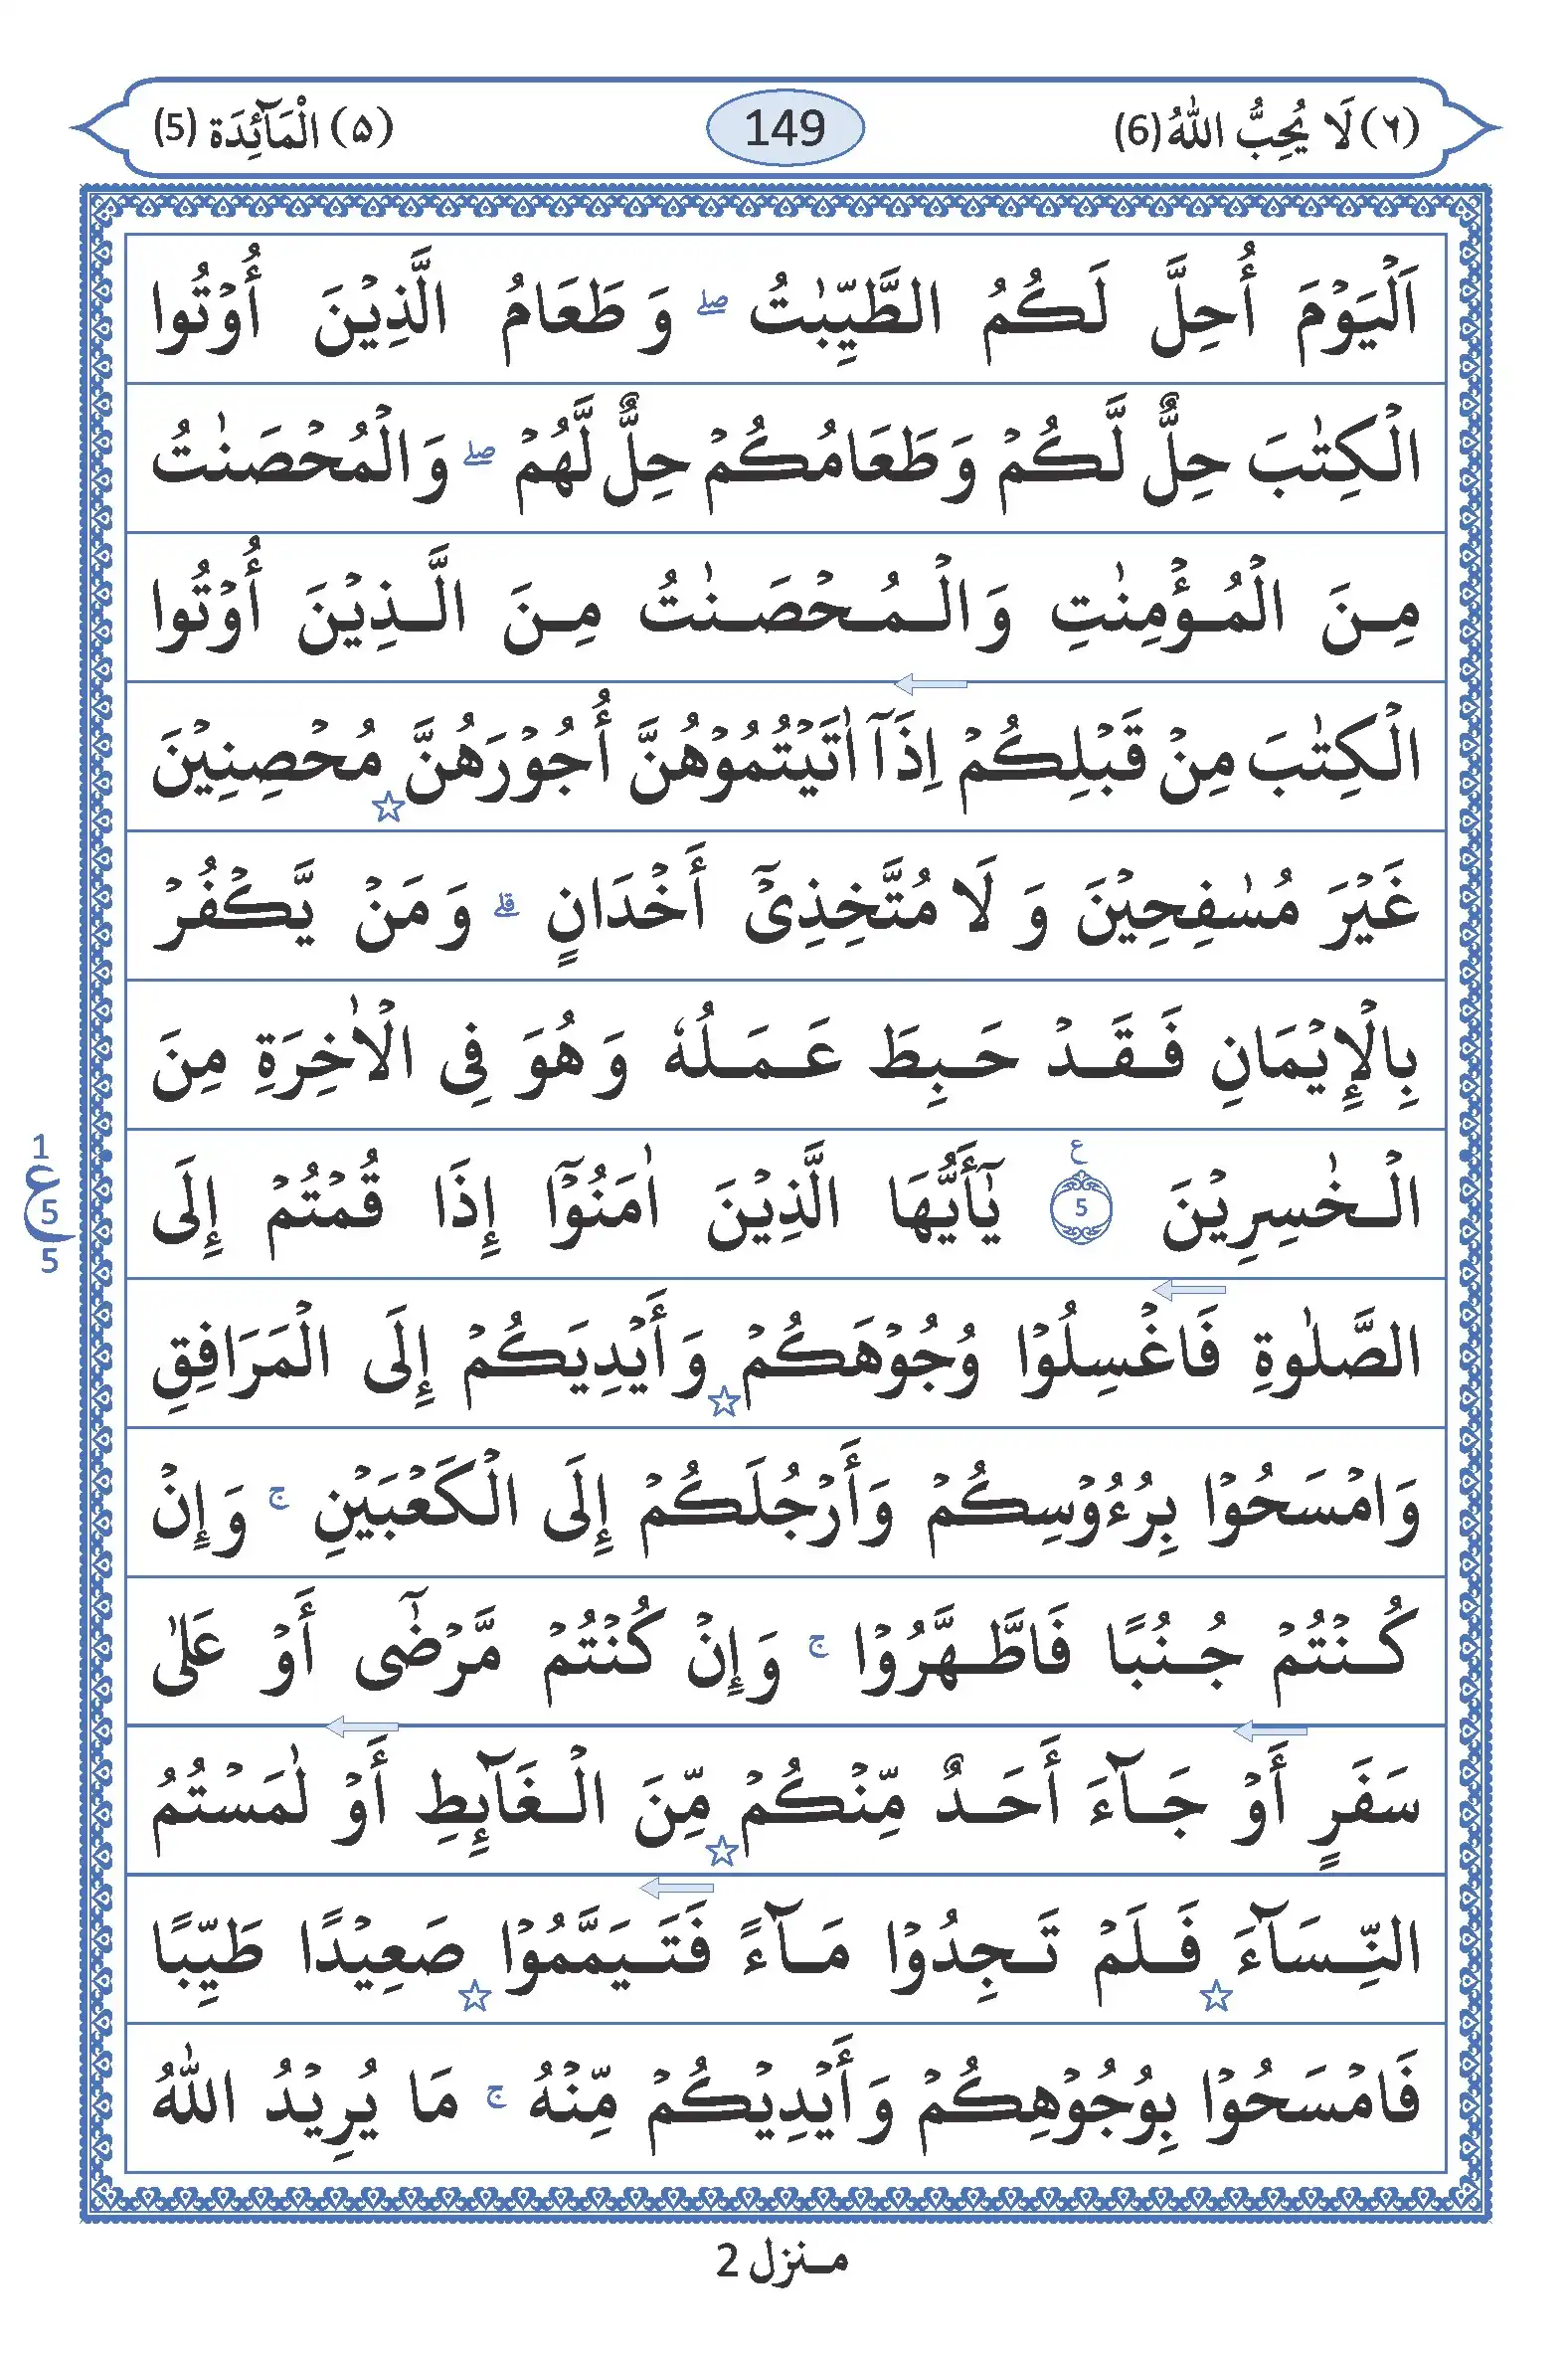 (٦) لَا يُحِبُّ اللّٰهُ (6) 149 (۵) الْمَآئِدَة (5)
اَلْيَوْمَ أُحِلَّ لَكُمُ الطَّيِّبٰتُ ۖ وَ طَعَامُ الَّذِيْنَ أُوْتُوا
الْكِتٰبَ حِلٌّ لَّكُمْ وَ طَعَامُكُمْ حِلٌّ لَّهُمْ ۖ وَالْمُحْصَنٰتُ
مِنَ الْمُؤْمِنٰتِ وَالْمُحْصَنٰتُ مِنَ الَّذِيْنَ أُوْتُوا
الْكِتٰبَ مِنْ قَبْلِكُمْ اِذَآ اٰتَيْتُمُوْهُنَّ أُجُوْرَهُنَّ ☆ مُحْصِنِيْنَ
غَيْرَ مُسٰفِحِيْنَ وَ لَا مُتَّخِذِيْٓ أَخْدَانٍ ۗ وَ مَنْ يَّكْفُرْ
بِالْإِيْمَانِ فَقَدْ حَبِطَ عَمَلُهٗ وَ هُوَ فِى الْاٰخِرَةِ مِنَ
الْخٰسِرِيْنَ ع 5 يٰٓأَيُّهَا الَّذِيْنَ اٰمَنُوْٓا إِذَا قُمْتُمْ إِلَى
1 ع 5 5
الصَّلٰوةِ فَاغْسِلُوْا وُجُوْهَكُمْ ☆ وَأَيْدِيَكُمْ إِلَى الْمَرَافِقِ
وَامْسَحُوْا بِرُءُوْسِكُمْ وَأَرْجُلَكُمْ إِلَى الْكَعْبَيْنِ ۚ وَإِنْ
كُنْتُمْ جُنُبًا فَاطَّهَّرُوْا ۚ وَإِنْ كُنْتُمْ مَّرْضٰٓى أَوْ عَلٰى
سَفَرٍ أَوْ جَآءَ أَحَدٌ مِّنْكُمْ ☆ مِّنَ الْغَآئِطِ أَوْ لٰمَسْتُمُ
النِّسَآءَ ☆ فَلَمْ تَجِدُوْا مَآءً فَتَيَمَّمُوْا ☆ صَعِيْدًا طَيِّبًا
فَامْسَحُوْا بِوُجُوْهِكُمْ وَأَيْدِيْكُمْ مِّنْهُ ۚ مَا يُرِيْدُ اللّٰهُ
منزل 2